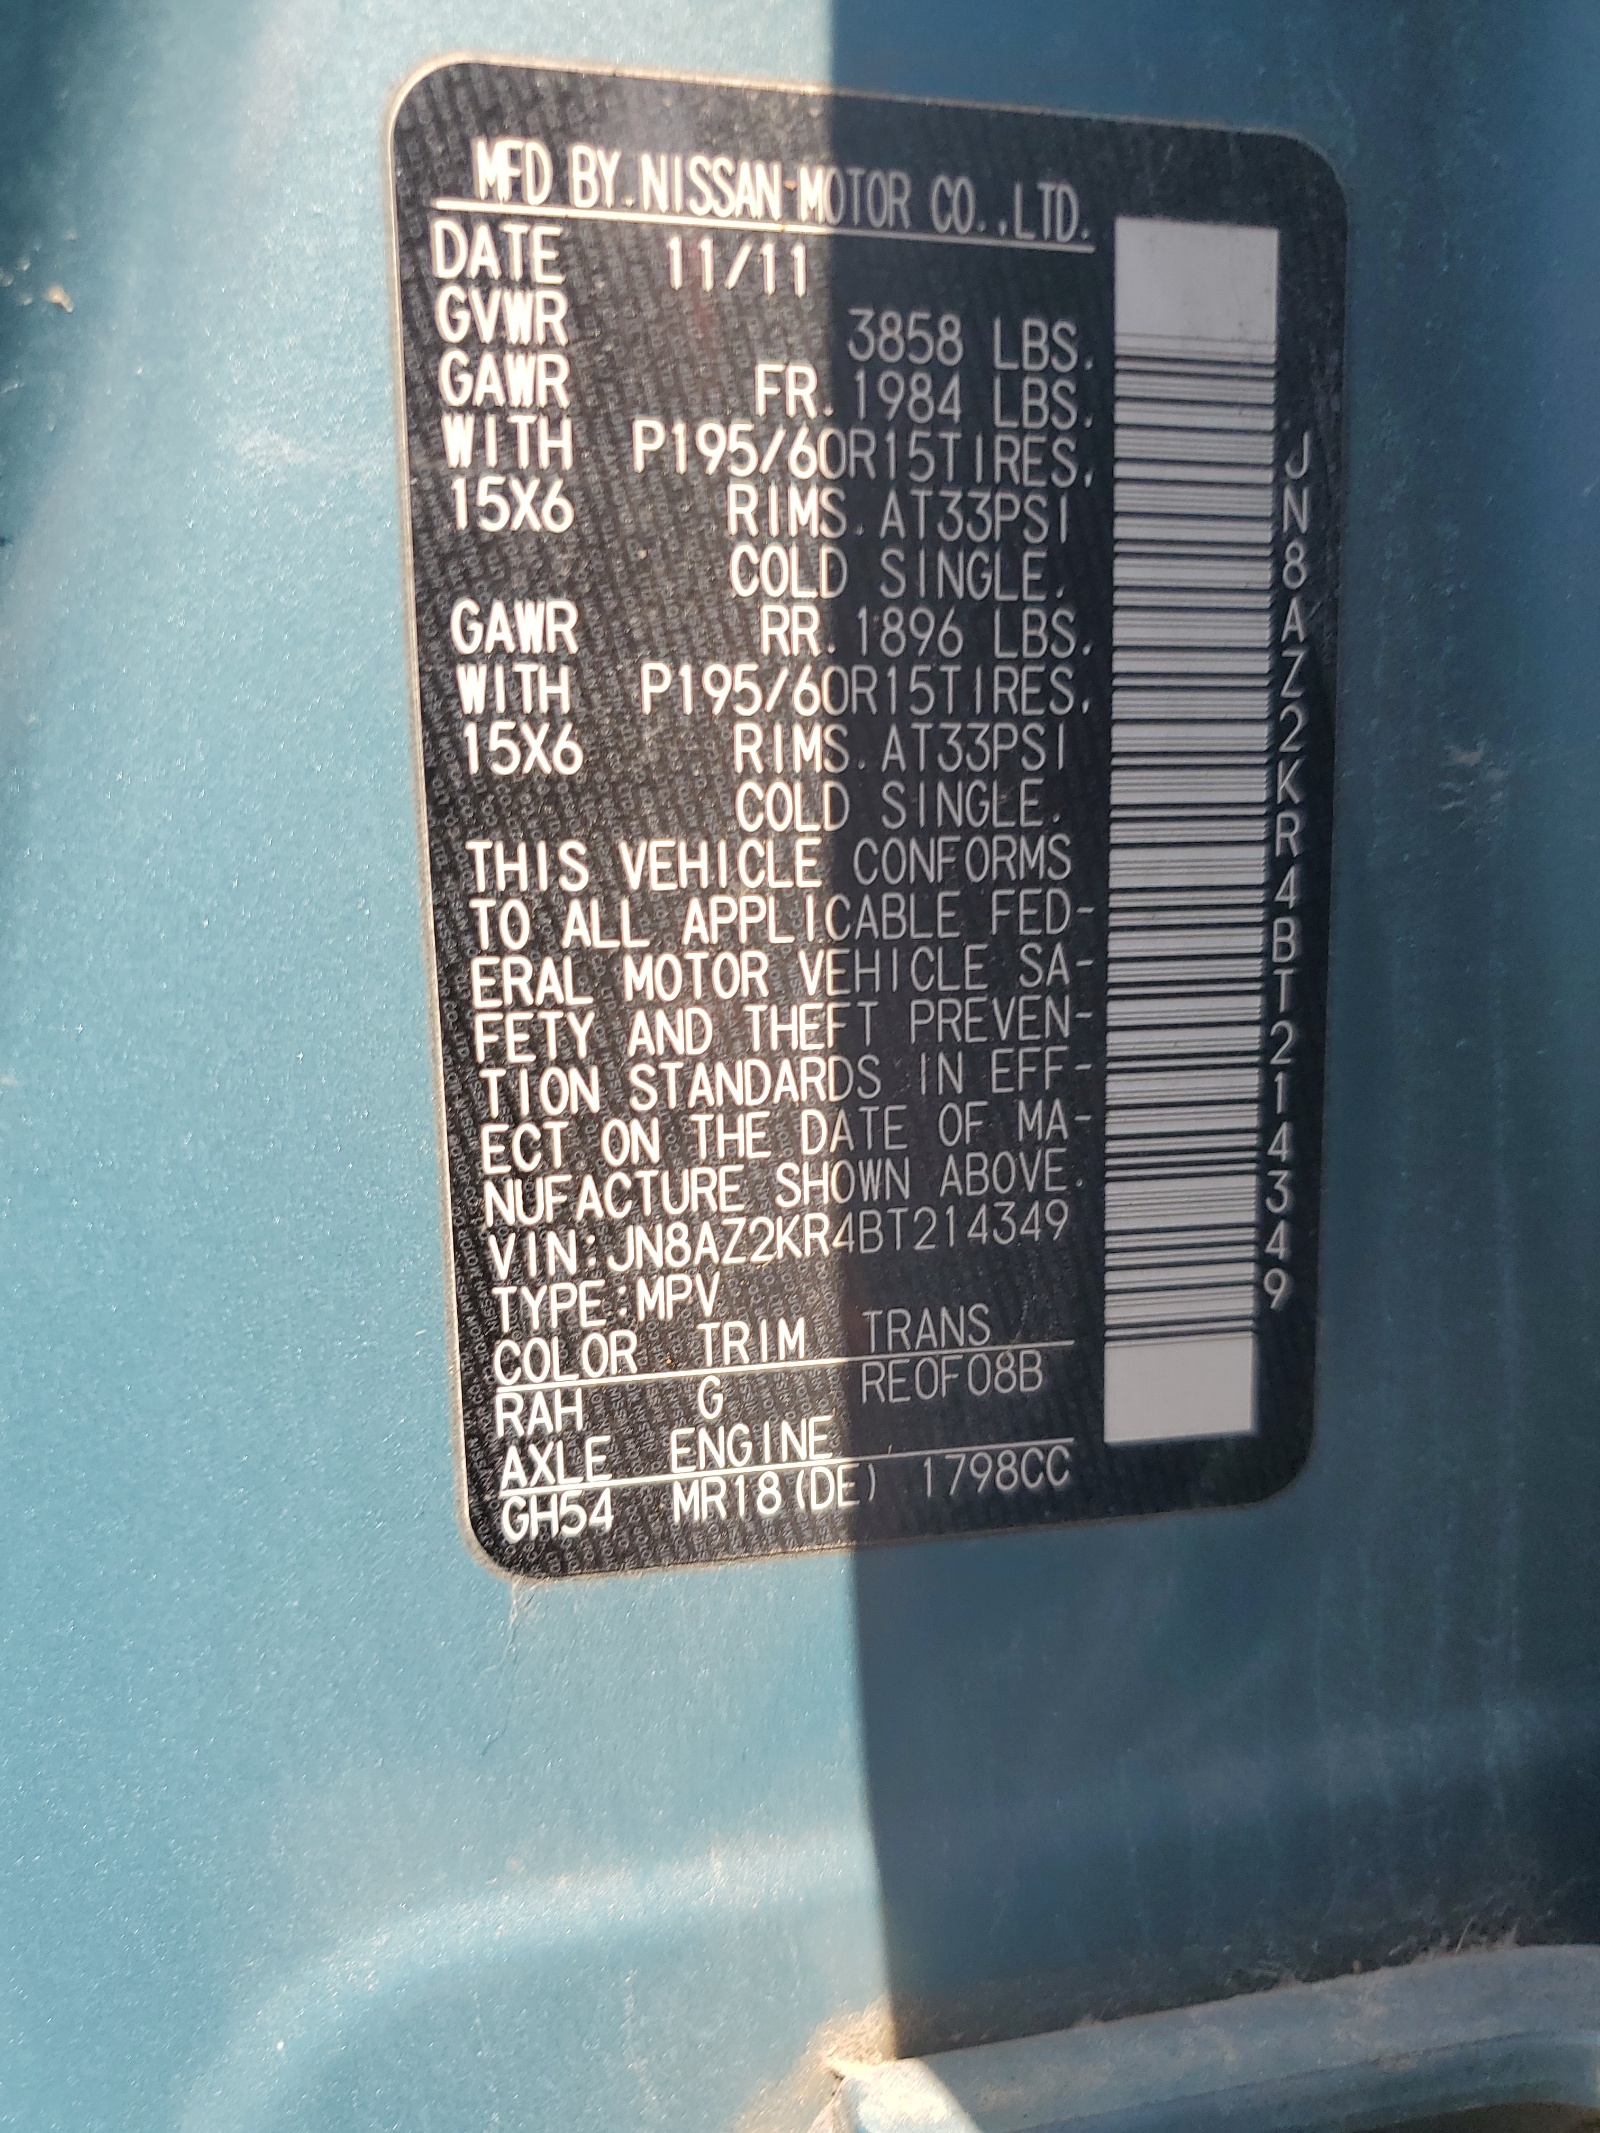 MFD BY NISSAN MOTOR CO.,LTD.
DATE 11/11
GVWR 3858 LBS.
GAWR FR. 1984 LBS.
WITH P195/60R15TIRES,
15X6 RIMS. AT33PSI
COLD SINGLE.
GAWR RR. 1896 LBS.
WITH P195/60R15TIRES,
15X6 RIMS. AT33PSI
COLD SINGLE.
THIS VEHICLE CONFORMS
TO ALL APPLICABLE FED-
ERAL MOTOR VEHICLE SA-
FETY AND THEFT PREVEN-
TION STANDARDS IN EFF-
ECT ON THE DATE OF MA-
NUFACTURE SHOWN ABOVE.
VIN:JN8AZ2KR4BT214349
TYPE:MPV
COLOR TRIM TRANS
RAH G RE0F08B
AXLE ENGINE
GH54 MR18(DE) 1798CC
JN8AZ2KR4BT214349